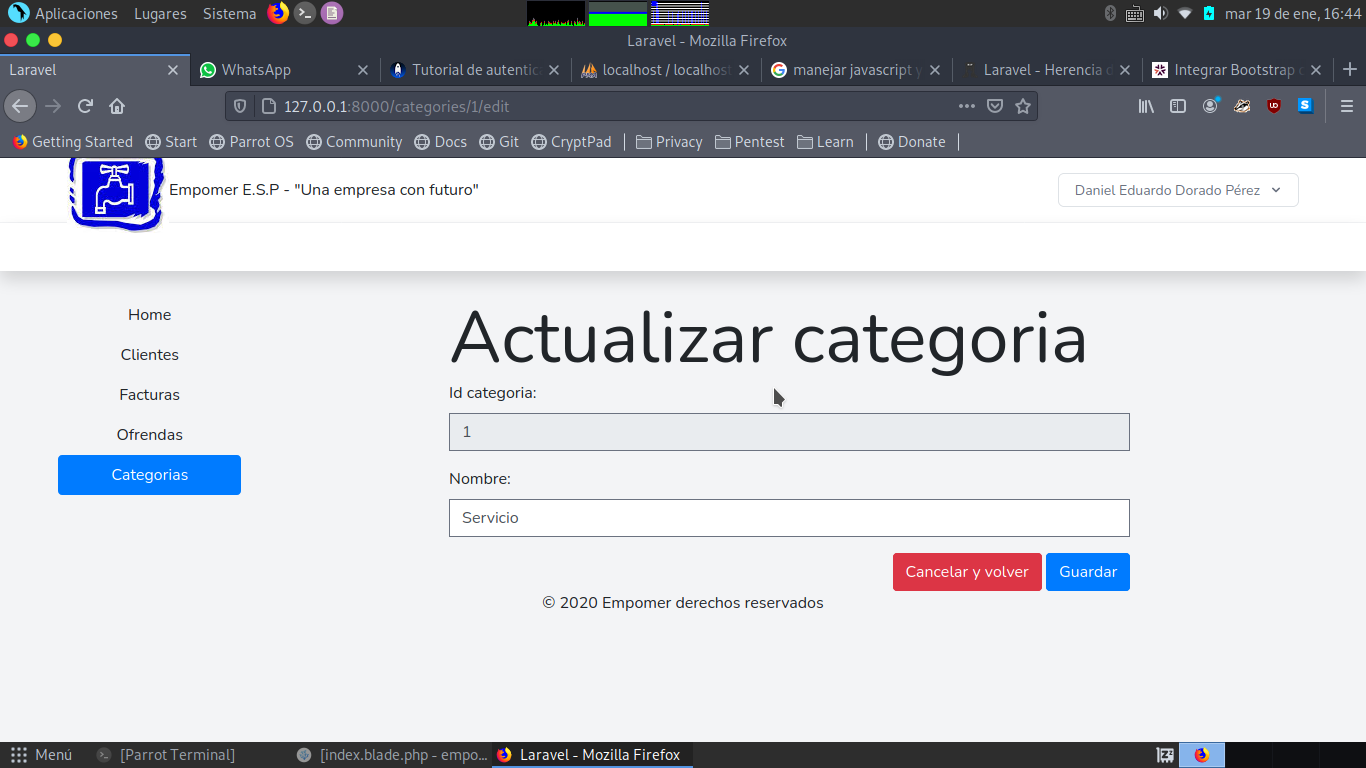 Aplicaciones Lugares Sistema mar 19 de ene, 16:44
Laravel - Mozilla Firefox
Laravel WhatsApp Tutorial de autentic localhost / localhost manejar javascript y Laravel - Herencia d Integrar Bootstrap c
127.0.0.1:8000/categories/1/edit
Getting Started Start Parrot OS Community Docs Git CryptPad Privacy Pentest Learn Donate
Empomer E.S.P - "Una empresa con futuro" Daniel Eduardo Dorado Pérez
Home
Clientes
Facturas
Ofrendas
Categorias
Actualizar categoria
Id categoria:
1
Nombre:
Servicio
Cancelar y volver Guardar
© 2020 Empomer derechos reservados
Menú [Parrot Terminal] [index.blade.php - empo... Laravel - Mozilla Firefox